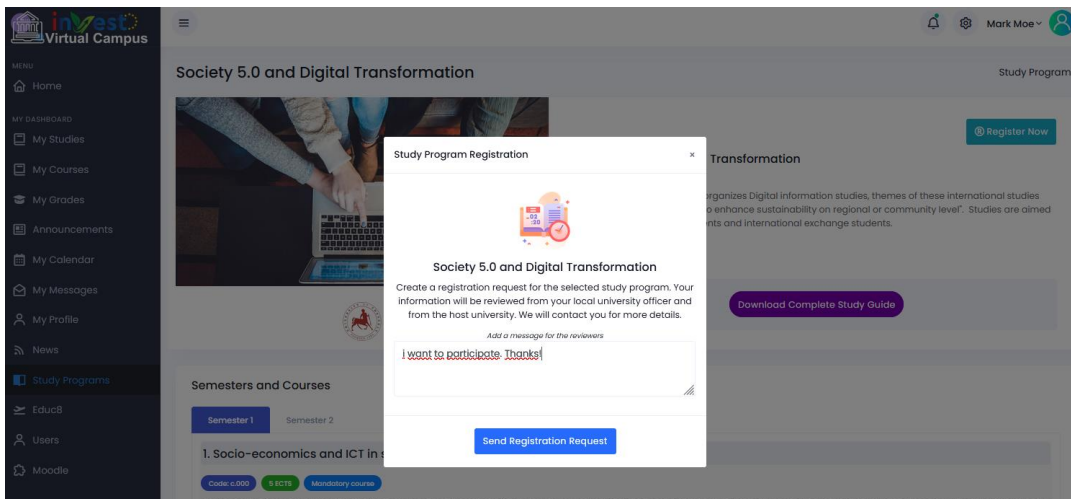 invest
Virtual Campus
Mark Moe
MENU
Home
MY DASHBOARD
My Studies
My Courses
My Grades
Announcements
My Calendar
My Messages
My Profile
News
Study Programs
Educ8
Users
Moodle
Society 5.0 and Digital Transformation
Study Program
Register Now
Transformation
organizes Digital information studies, themes of these international studies
o enhance sustainability on regional or community level". Studies are aimed
nts and international exchange students.
Download Complete Study Guide
Study Program Registration
×
Society 5.0 and Digital Transformation
Create a registration request for the selected study program. Your
information will be reviewed from your local university officer and
from the host university. We will contact you for more details.
Add a message for the reviewers
i want to participate. Thanks!
Send Registration Request
Semesters and Courses
Semester 1
Semester 2
1. Socio-economics and ICT in s
Code: c.000
5 ECTS
Mandatory course